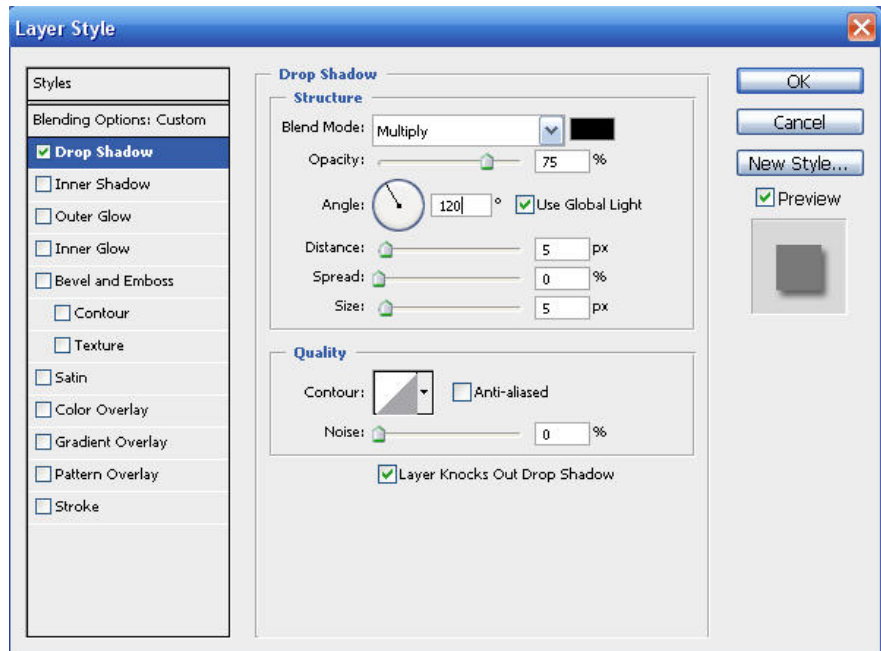 Layer Style
Styles
Blending Options: Custom
Drop Shadow
Inner Shadow
Outer Glow
Inner Glow
Bevel and Emboss
Contour
Texture
Satin
Color Overlay
Gradient Overlay
Pattern Overlay
Stroke
Drop Shadow
Structure
Blend Mode: Multiply
Opacity: 75 %
Angle: 120 ° Use Global Light
Distance: 5 px
Spread: 0 %
Size: 5 px
Quality
Contour: Anti-aliased
Noise: 0 %
Layer Knocks Out Drop Shadow
OK
Cancel
New Style...
Preview